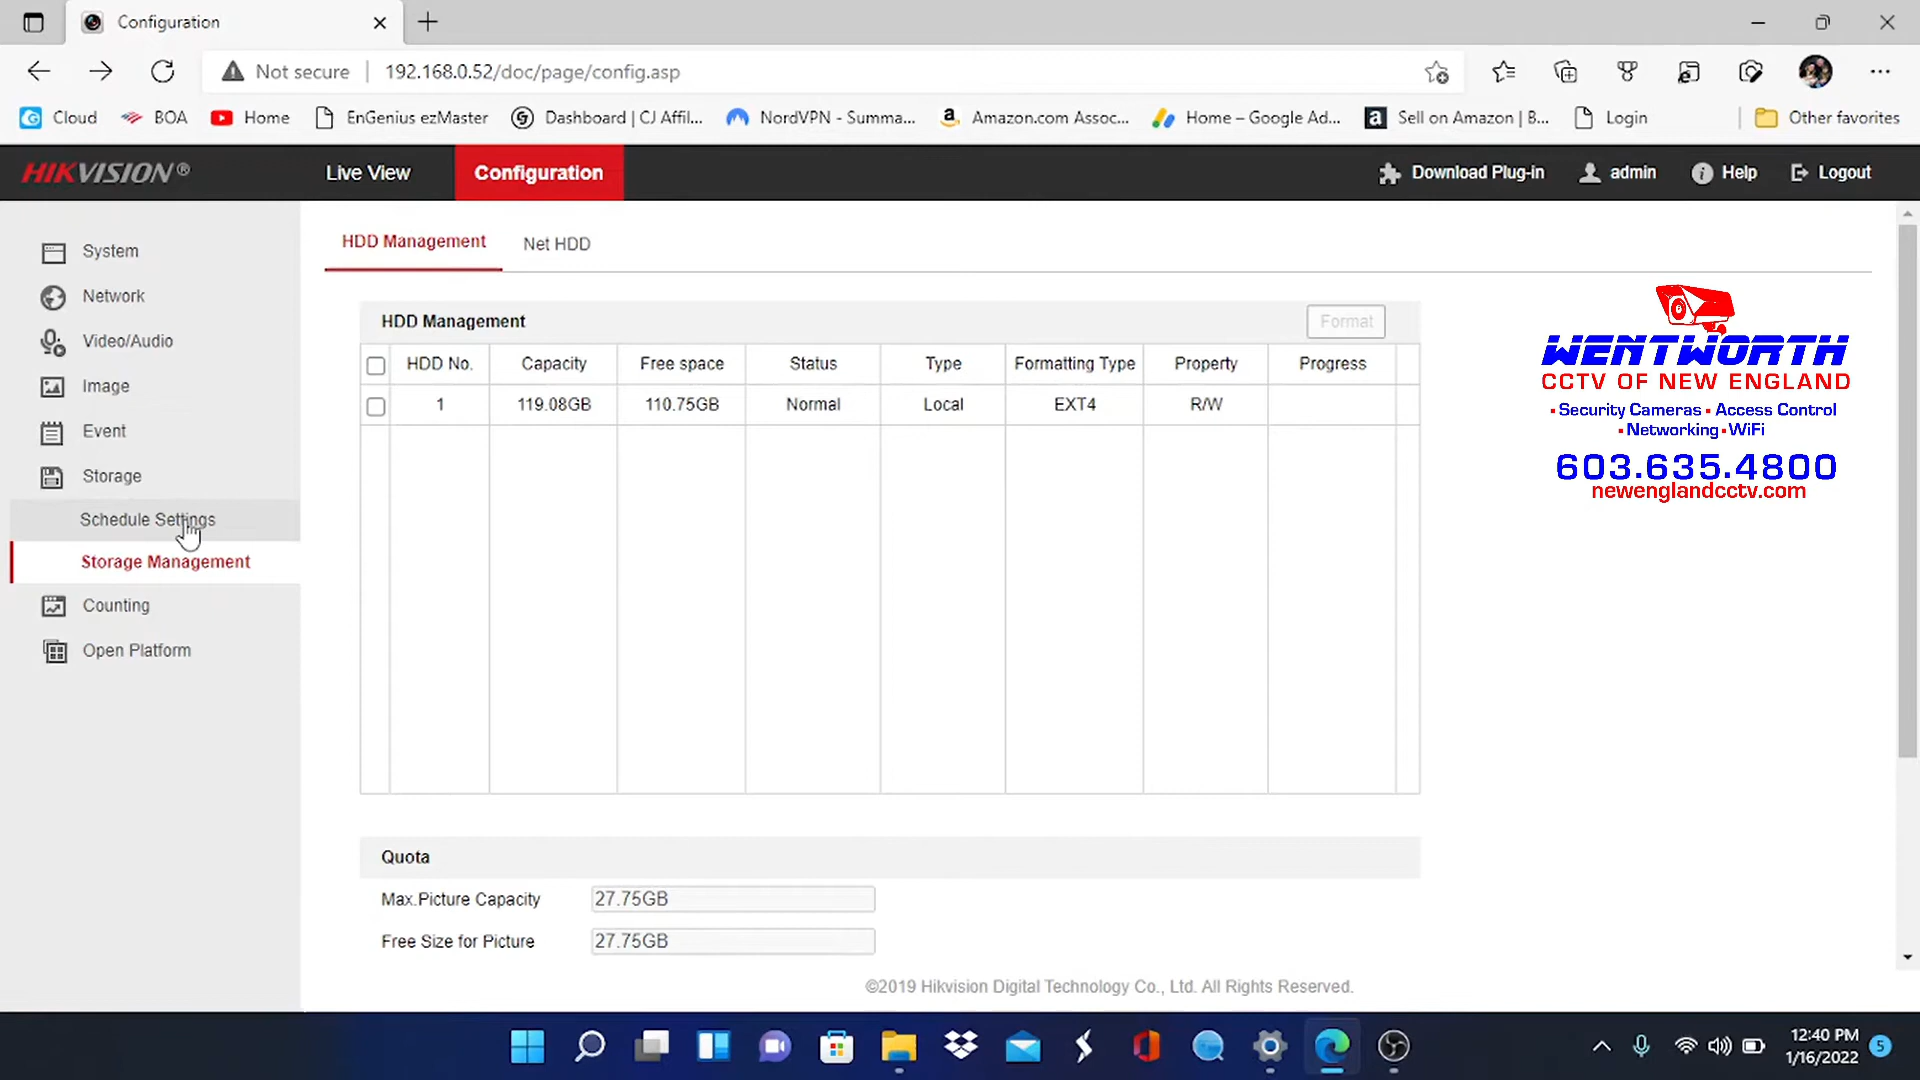 Configuration
Not secure
192.168.0.52/doc/page/config.asp
Cloud
BOA
Home
EnGenius ezMaster
Dashboard | CJ Affil...
NordVPN - Summa...
Amazon.com Assoc...
Home – Google Ad...
Sell on Amazon | B...
Login
Other favorites
HIKVISION®
Live View
Configuration
Download Plug-in
admin
Help
Logout
System
Network
Video/Audio
Image
Event
Storage
Schedule Settings
Storage Management
Counting
Open Platform
HDD Management
Net HDD
HDD Management
Format
HDD No. Capacity Free space Status Type Formatting Type Property Progress
1 119.08GB 110.75GB Normal Local EXT4 R/W
Quota
Max.Picture Capacity 27.75GB
Free Size for Picture 27.75GB
©2019 Hikvision Digital Technology Co., Ltd. All Rights Reserved.
WENTWORTH
CCTV OF NEW ENGLAND
▪Security Cameras▪ Access Control
▪Networking▪WiFi
603.635.4800
newenglandcctv.com
12:40 PM
1/16/2022
5